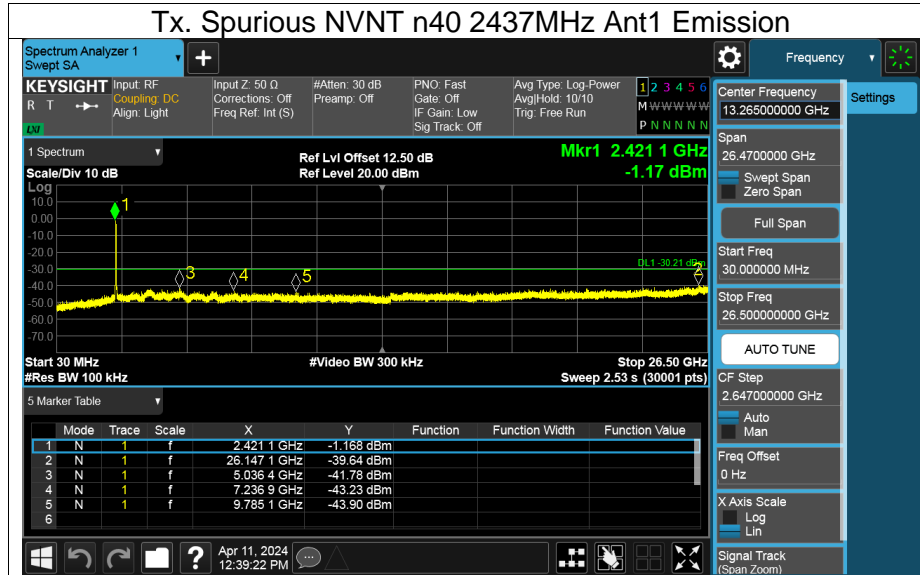 Tx. Spurious NVNT n40 2437MHz Ant1 Emission
Spectrum Analyzer 1
Swept SA
+
Frequency
KEYSIGHT
R T
LXI
Input: RF
Coupling: DC
Align: Light
Input Z: 50 Ω
Corrections: Off
Freq Ref: Int (S)
#Atten: 30 dB
Preamp: Off
PNO: Fast
Gate: Off
IF Gain: Low
Sig Track: Off
Avg Type: Log-Power
Avg|Hold: 10/10
Trig: Free Run
1 2 3 4 5 6
M W W W W W
P N N N N N
1 Spectrum
Scale/Div 10 dB
Ref Lvl Offset 12.50 dB
Ref Level 20.00 dBm
Mkr1 2.421 1 GHz
-1.17 dBm
Log
10.0
0.00
-10.0
-20.0
-30.0
-40.0
-50.0
-60.0
-70.0
1
3
4
5
2
DL1 -30.21 dBm
Start 30 MHz
#Video BW 300 kHz
Stop 26.50 GHz
#Res BW 100 kHz
Sweep 2.53 s (30001 pts)
5 Marker Table
Mode Trace Scale X Y Function Function Width Function Value
1 N 1 f 2.421 1 GHz -1.168 dBm
2 N 1 f 26.147 1 GHz -39.64 dBm
3 N 1 f 5.036 4 GHz -41.78 dBm
4 N 1 f 7.236 9 GHz -43.23 dBm
5 N 1 f 9.785 1 GHz -43.90 dBm
6
Center Frequency
13.265000000 GHz
Settings
Span
26.4700000 GHz
Swept Span
Zero Span
Full Span
Start Freq
30.000000 MHz
Stop Freq
26.500000000 GHz
AUTO TUNE
CF Step
2.647000000 GHz
Auto
Man
Freq Offset
0 Hz
X Axis Scale
Log
Lin
Signal Track
(Span Zoom)
?
Apr 11, 2024
12:39:22 PM